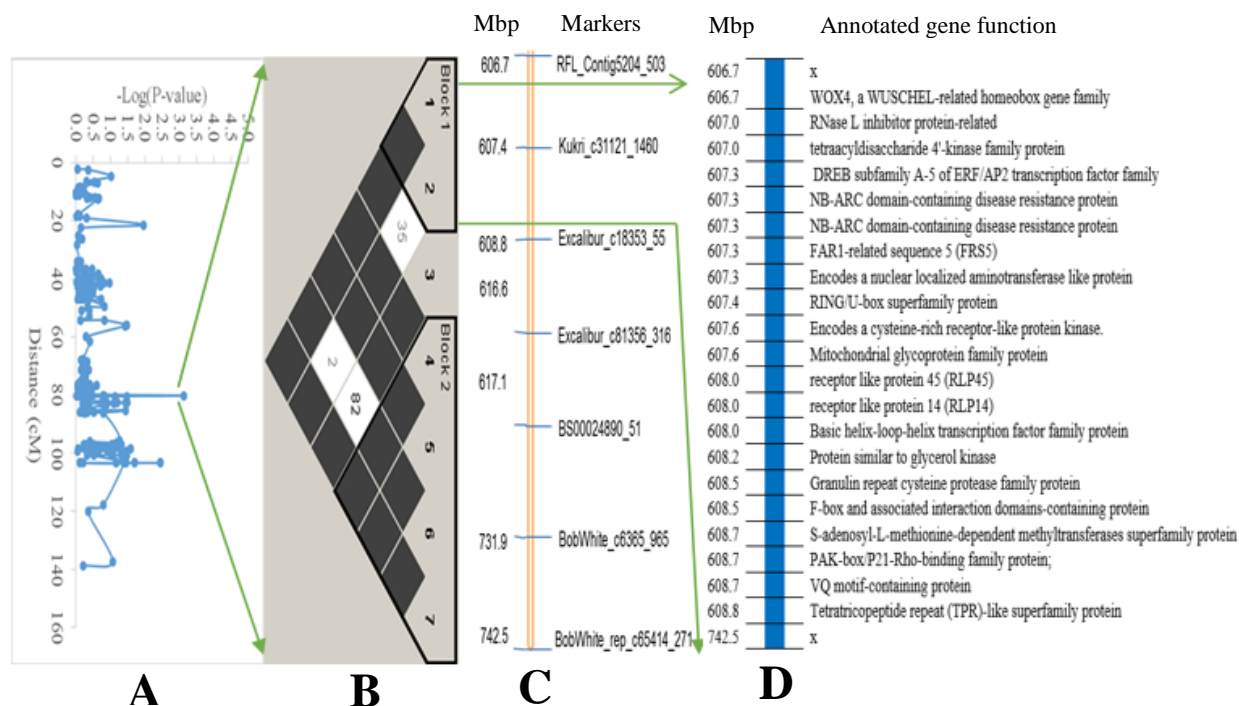 Mbp Markers Mbp Annotated gene function
-Log(P-value)
0.0 0.5 1.0 1.5 2.0 2.5 3.0 3.5 4.0 4.5 5.0
0
20
40
60
80
100
120
140
160
Distance (cM)
Block 1
1
2
3
Block 2
4
5
6
7
35
2
82
606.7 RFL_Contig5204_503
607.4 Kukri_c31121_1460
608.8 Excalibur_c18353_55
616.6 Excalibur_c81356_316
617.1 BS00024890_51
731.9 BobWhite_c6365_965
742.5 BobWhite_rep_c65414_271
606.7 x
606.7 WOX4, a WUSCHEL-related homeobox gene family
607.0 RNase L inhibitor protein-related
607.0 tetraacyldisaccharide 4'-kinase family protein
607.3 DREB subfamily A-5 of ERF/AP2 transcription factor family
607.3 NB-ARC domain-containing disease resistance protein
607.3 NB-ARC domain-containing disease resistance protein
607.3 FAR1-related sequence 5 (FRS5)
607.3 Encodes a nuclear localized aminotransferase like protein
607.4 RING/U-box superfamily protein
607.6 Encodes a cysteine-rich receptor-like protein kinase.
607.6 Mitochondrial glycoprotein family protein
608.0 receptor like protein 45 (RLP45)
608.0 receptor like protein 14 (RLP14)
608.0 Basic helix-loop-helix transcription factor family protein
608.2 Protein similar to glycerol kinase
608.5 Granulin repeat cysteine protease family protein
608.5 F-box and associated interaction domains-containing protein
608.7 S-adenosyl-L-methionine-dependent methyltransferases superfamily protein
608.7 PAK-box/P21-Rho-binding family protein;
608.7 VQ motif-containing protein
608.8 Tetratricopeptide repeat (TPR)-like superfamily protein
742.5 x
A B C D